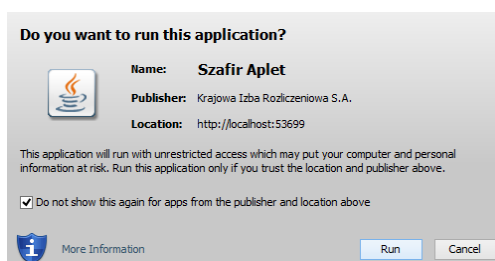 Do you want to run this application?
Name: Szafir Aplet
Publisher: Krajowa Izba Rozliczeniowa S.A.
Location: http://localhost:53699
This application will run with unrestricted access which may put your computer and personal
information at risk. Run this application only if you trust the location and publisher above.
Do not show this again for apps from the publisher and location above
More Information Run Cancel